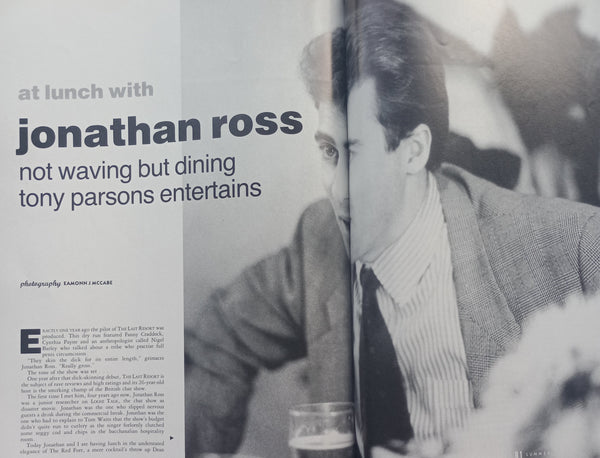 at lunch with
jonathan ross
not waving but dining
tony parsons entertains
photography EAMONN J MCCABE
EXACTLY ONE YEAR ago the pilot of THE LAST RESORT was
produced. This dry run featured Fanny Craddock,
Cynthia Payne and an anthropologist called Nigel
Barley who talked about a tribe who practise full
penis circumcision.
"They skin the dick for its entire length," grimaces
Jonathan Ross. "Really gross."
The tone of the show was set.
One year after that dick-skinning debut, THE LAST RESORT is
the subject of rave reviews and high ratings and its 26-year-old
host is the smirking champ of the British chat show.
The first time I met him, four years ago now, Jonathan Ross
was a junior researcher on LOOSE TALK, the chat show as
disaster movie. Jonathan was the one who slipped nervous
guests a drink during the commercial break. Jonathan was the
one who had to explain to Tom Waits that the show's budget
didn't quite run to cutlery as the singer forlornly clutched
some soggy cod and chips in the bacchanalian hospitality
room.
Today Jonathan and I are having lunch in the understated
elegance of The Red Fort, a mere cocktail's throw up Dean
81 SUMMER